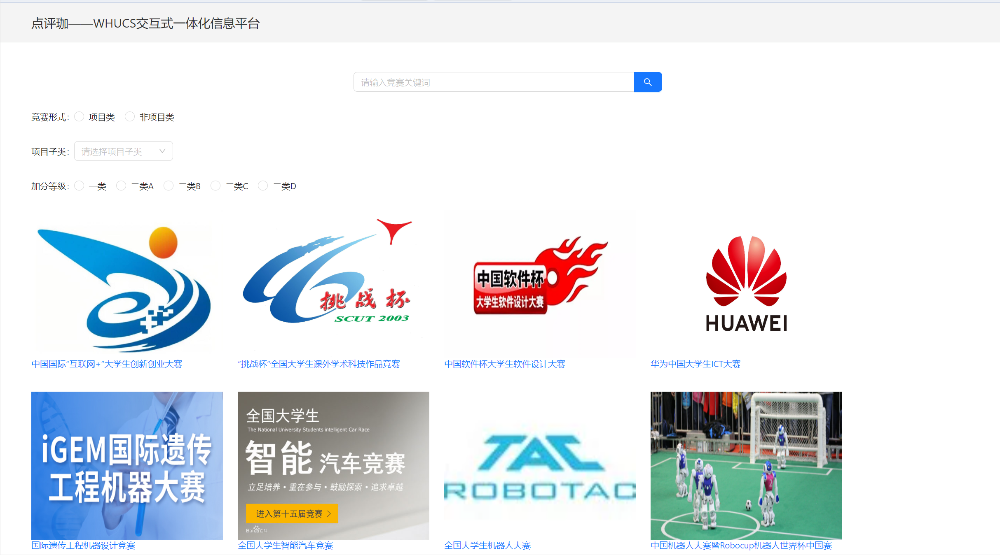 点评珈——WHUCS交互式一体化信息平台
请输入竞赛关键词
竞赛形式: 项目类 非项目类
项目子类: 请选择项目子类
加分等级: 一类 二类A 二类B 二类C 二类D
挑战杯
SCUT 2003
中国软件杯
大学生软件设计大赛
HUAWEI
中国国际“互联网+”大学生创新创业大赛
“挑战杯”全国大学生课外学术科技作品竞赛
中国软件杯大学生软件设计大赛
华为中国大学生ICT大赛
iGEM国际遗传
工程机器大赛
全国大学生
The National University Students intelligent Car Race
智能汽车竞赛
立足培养·重在参与·鼓励探索·追求卓越
进入第十五届竞赛 >
Bai百科
TAC
ROBOTAC
2
国际遗传工程机器设计竞赛
全国大学生智能汽车竞赛
全国大学生机器人大赛
中国机器人大赛暨Robocup机器人世界杯中国赛